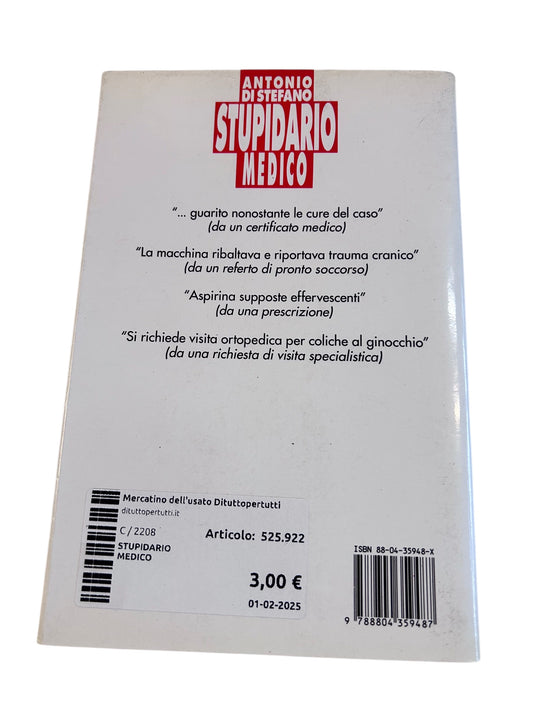 ANTONIO
DI STEFANO
STUPIDARIO
MEDICO
"... guarito nonostante le cure del caso"
(da un certificato medico)
"La macchina ribaltava e riportava trauma cranico"
(da un referto di pronto soccorso)
"Aspirina supposte effervescenti"
(da una prescrizione)
"Si richiede visita ortopedica per coliche al ginocchio"
(da una richiesta di visita specialistica)
Mercatino dell'usato Dituttopertutti
dituttopertutti.it
C / 2208
Articolo: 525.922
STUPIDARIO
MEDICO
3,00 €
01-02-2025
ISBN 88-04-35948-X
9 788804 359487